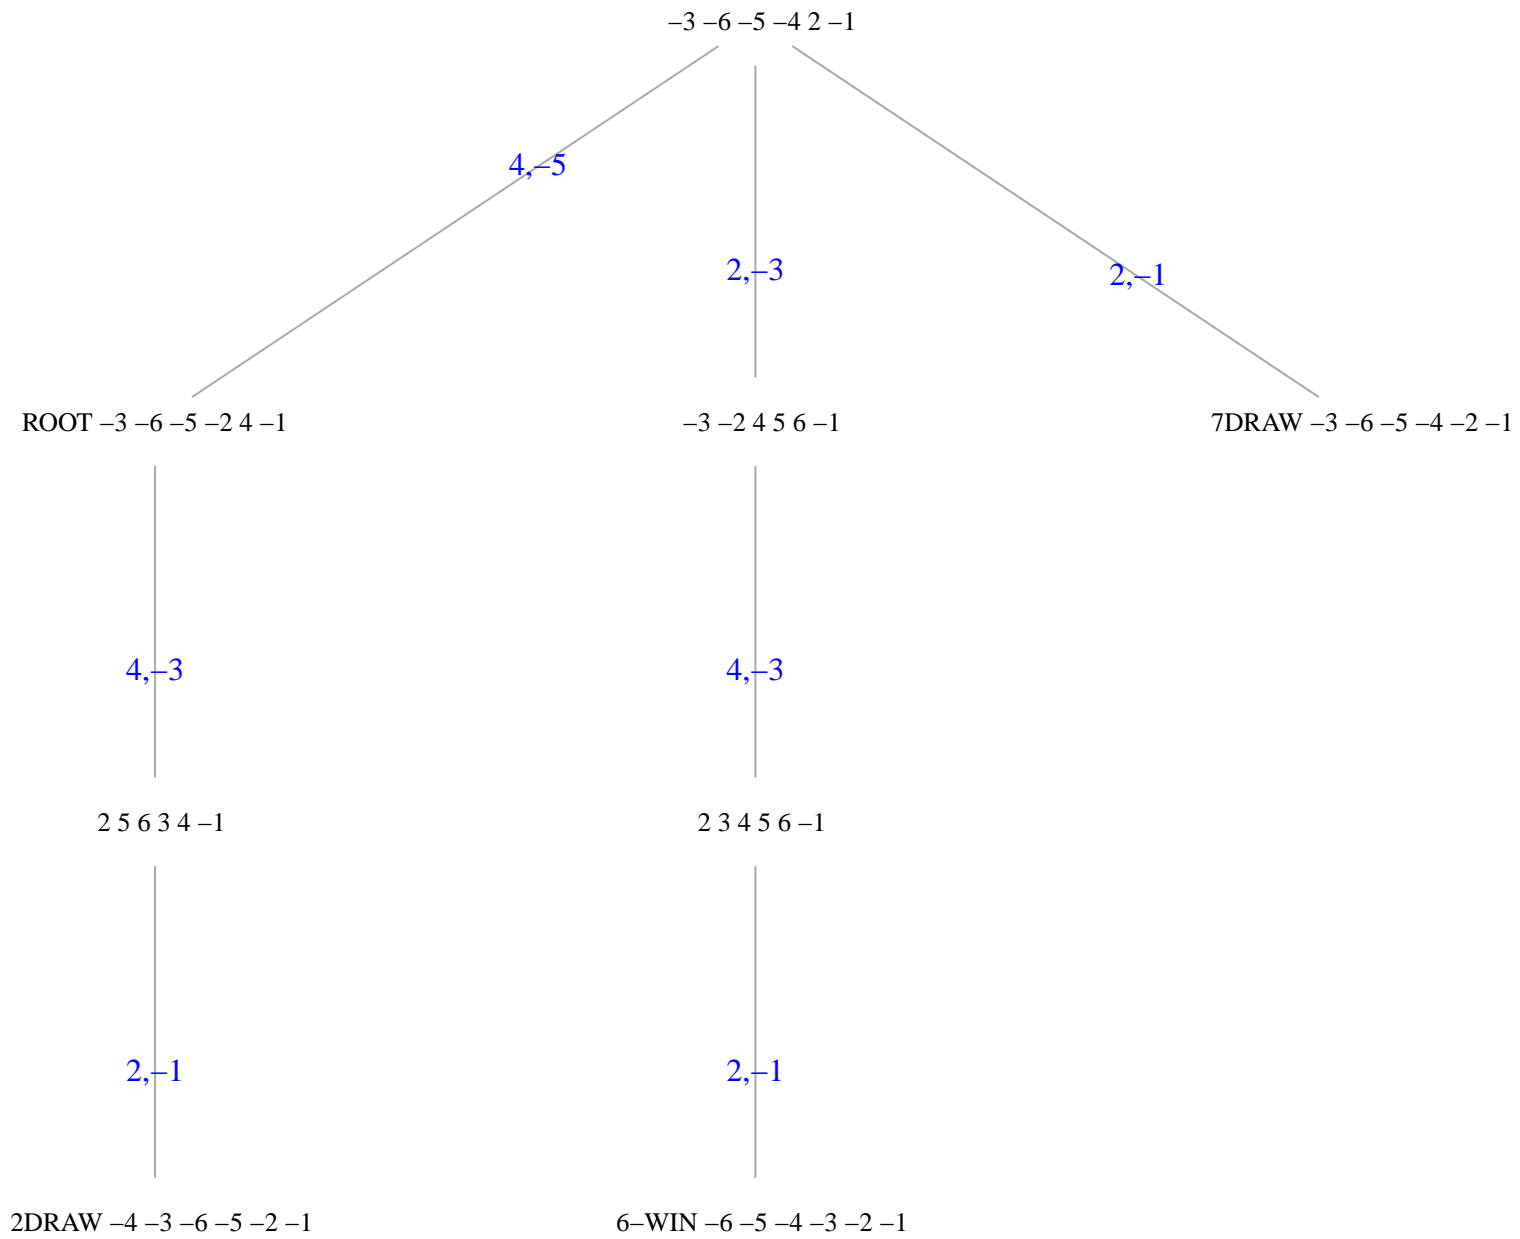 –3 –6 –5 –4 2 –1
4,–5
2,–3
2,–1
ROOT –3 –6 –5 –2 4 –1
–3 –2 4 5 6 –1
7DRAW –3 –6 –5 –4 –2 –1
4,–3
4,–3
2 5 6 3 4 –1
2 3 4 5 6 –1
2,–1
2,–1
2DRAW –4 –3 –6 –5 –2 –1
6–WIN –6 –5 –4 –3 –2 –1